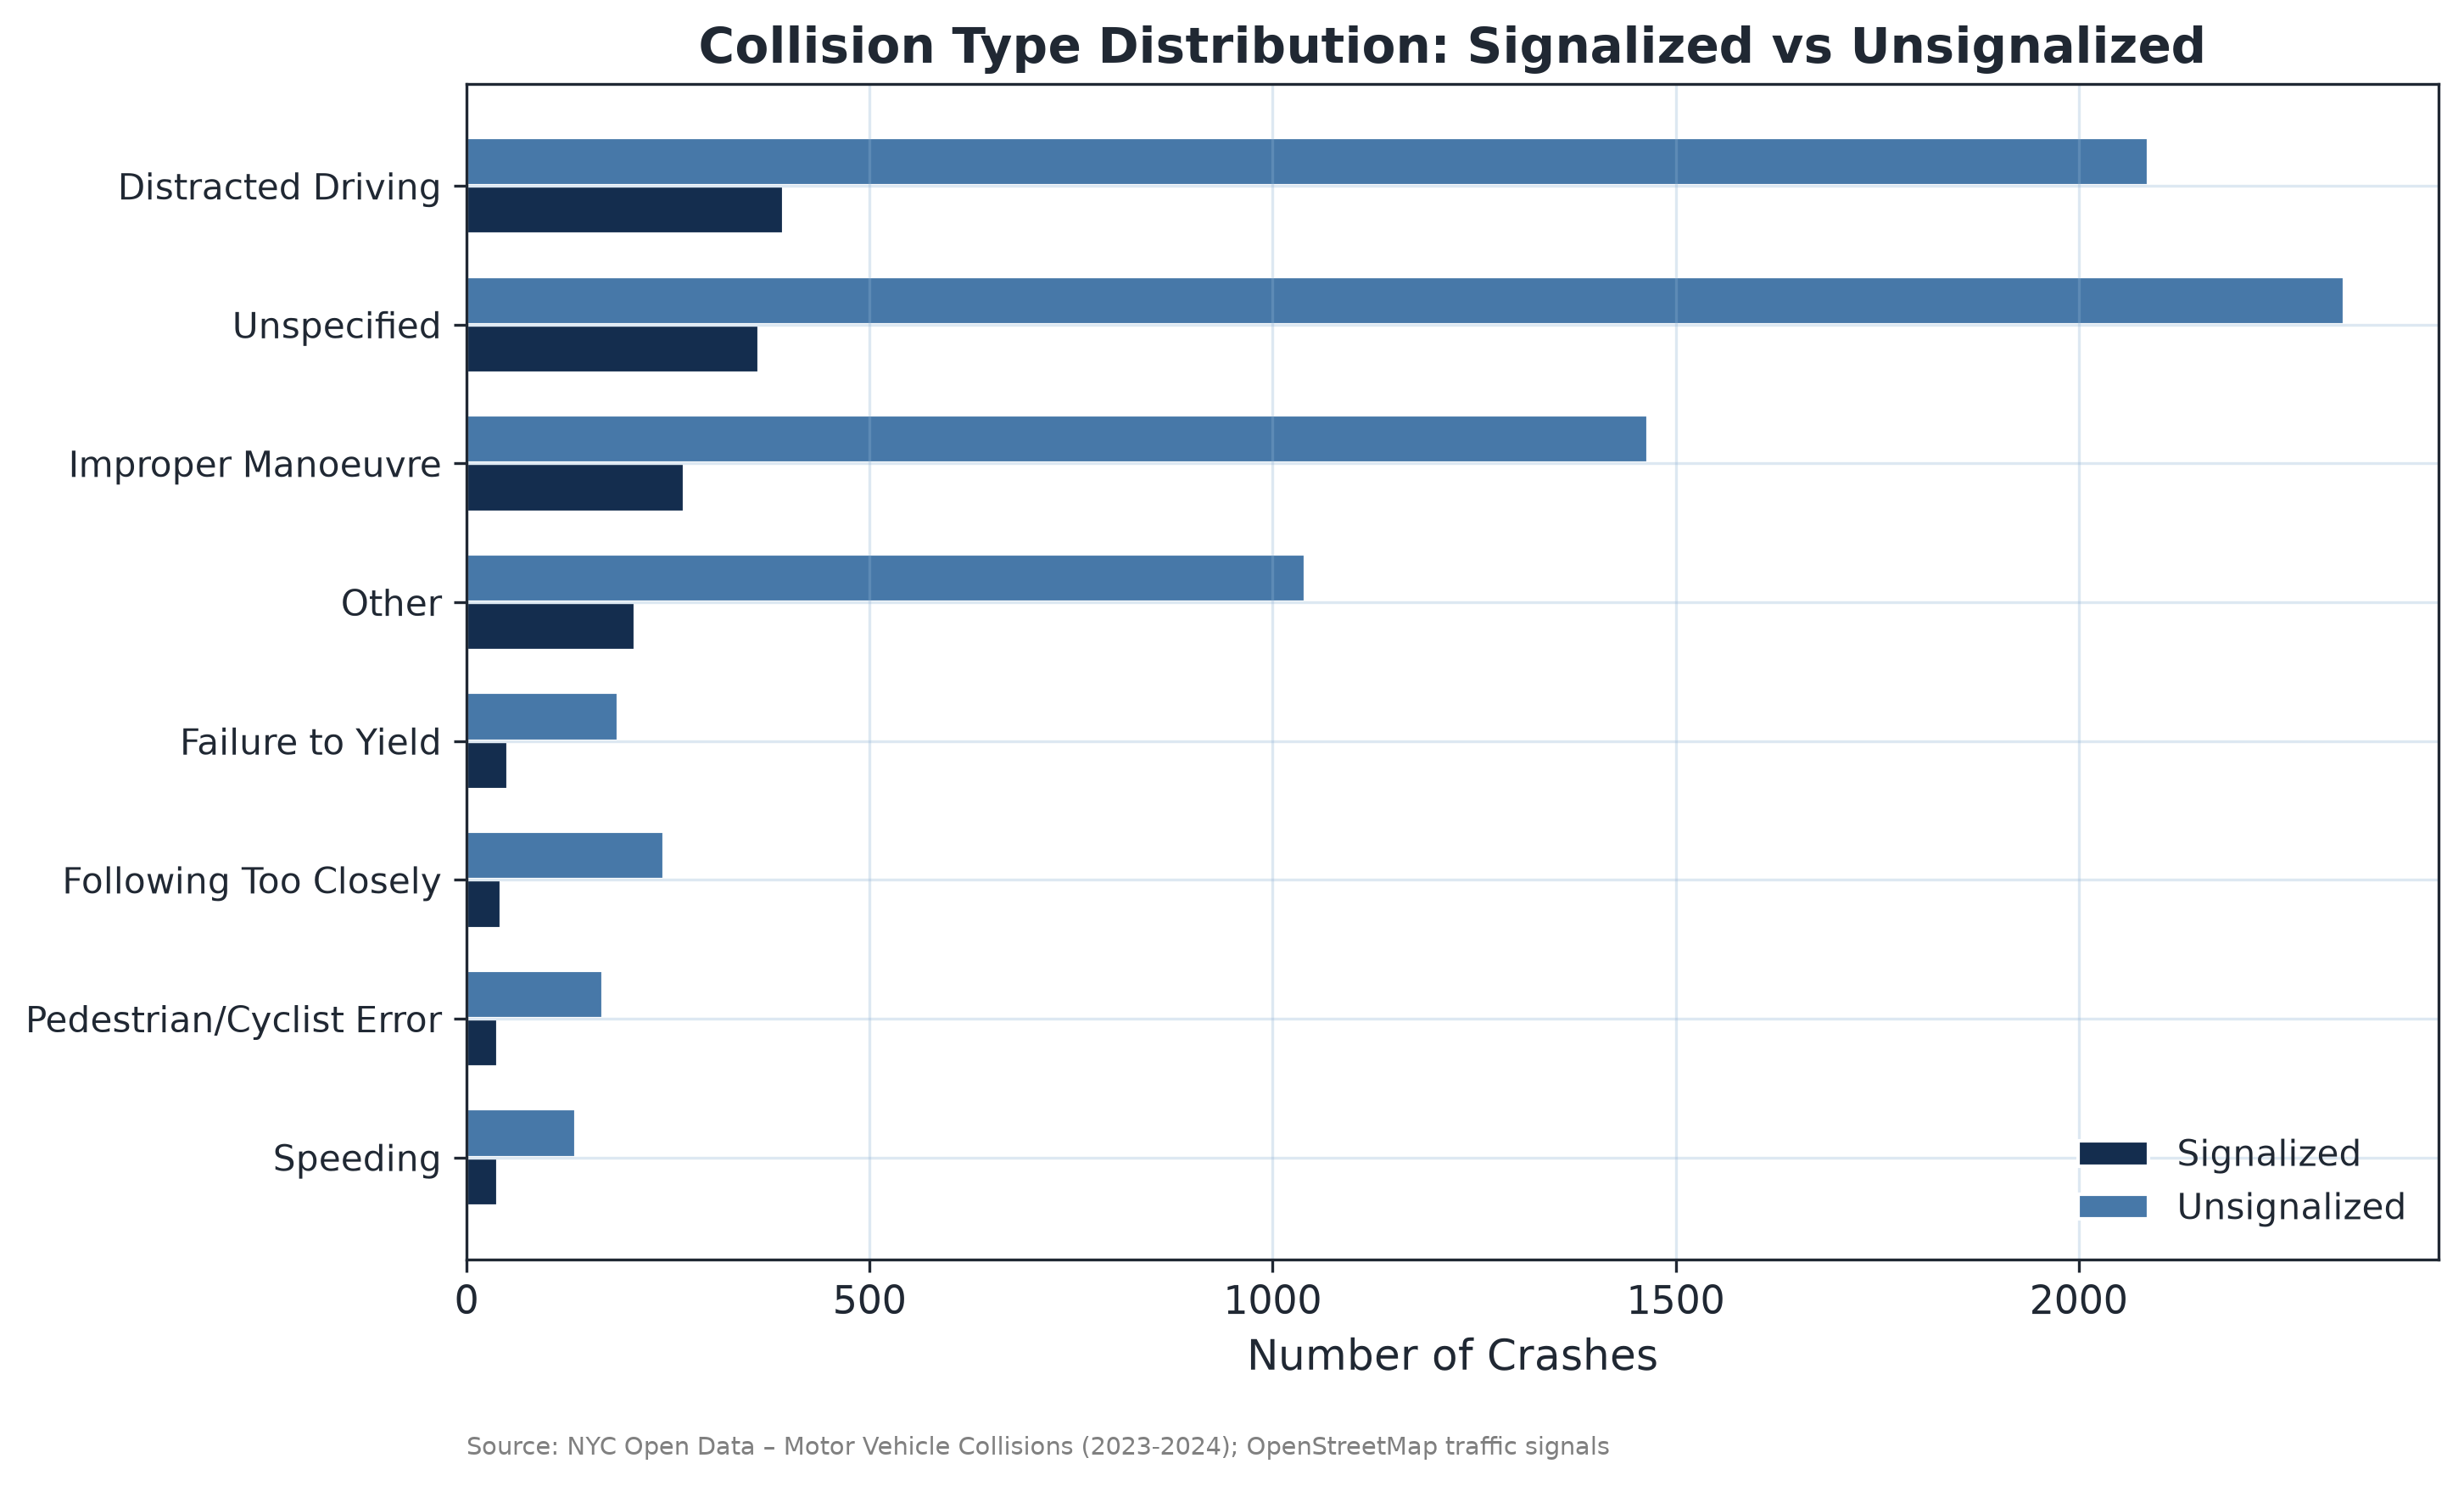 Collision Type Distribution: Signalized vs Unsignalized
Distracted Driving
Unspecified
Improper Manoeuvre
Other
Failure to Yield
Following Too Closely
Pedestrian/Cyclist Error
Speeding
Signalized
Unsignalized
0 500 1000 1500 2000
Number of Crashes
Source: NYC Open Data – Motor Vehicle Collisions (2023-2024); OpenStreetMap traffic signals